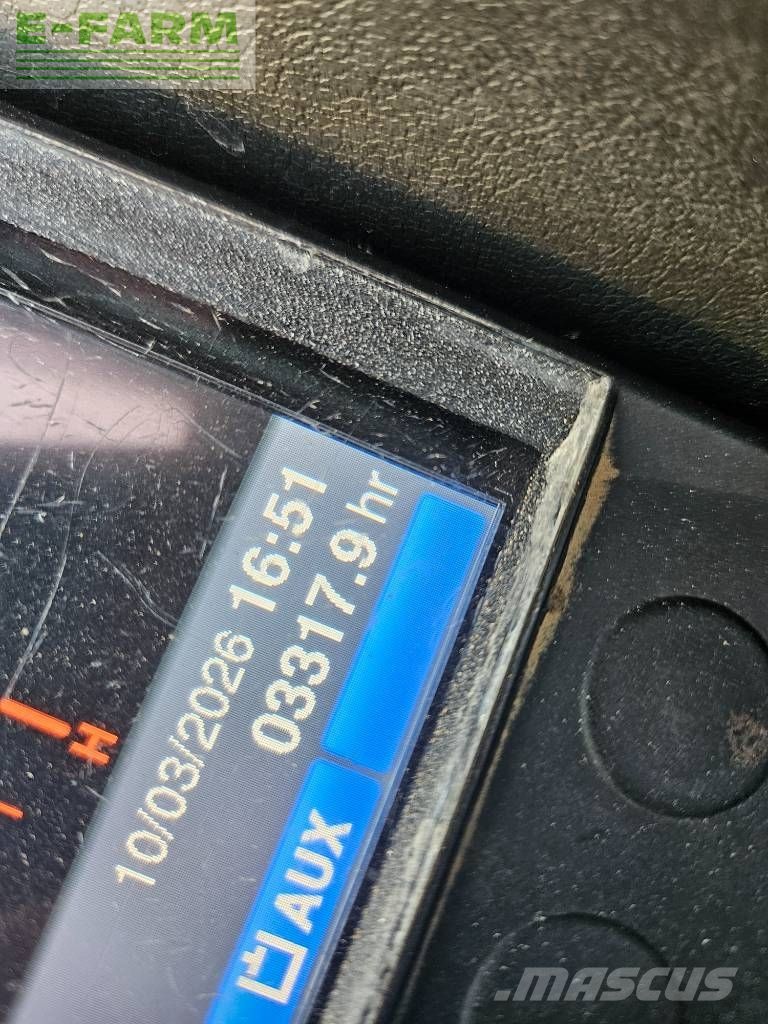 E-FARM
10/03/2026 16:51
03317.9 hr
AUX
H
MASCUS